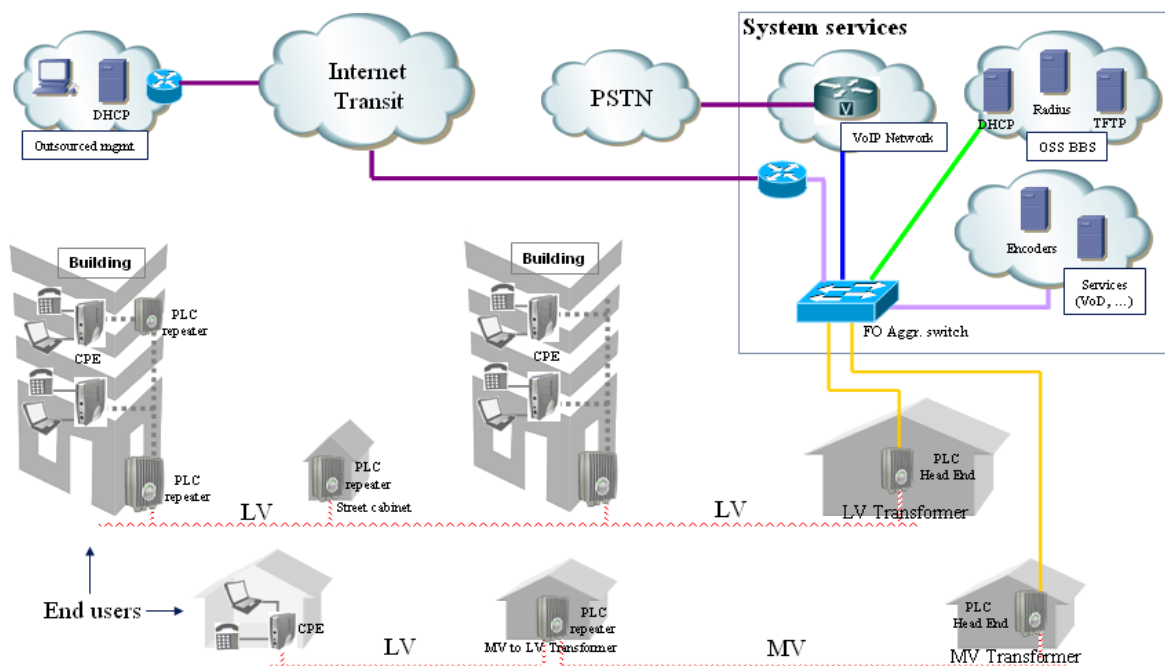 System services
Internet
Transit
PSTN
DHCP
Outsourced mgmt
V
VoIP Network
DHCP
Radius
TFTP
OSS BBS
Encoders
Services
(VoD, ...)
FO Aggr. switch
Building
PLC
repeater
CPE
CPE
PLC
repeater
Building
CPE
PLC
repeater
Street cabinet
PLC
Head End
LV
LV
LV Transformer
End users
CPE
PLC
repeater
MV to LV Transformer
PLC
Head End
LV
MV
MV Transformer